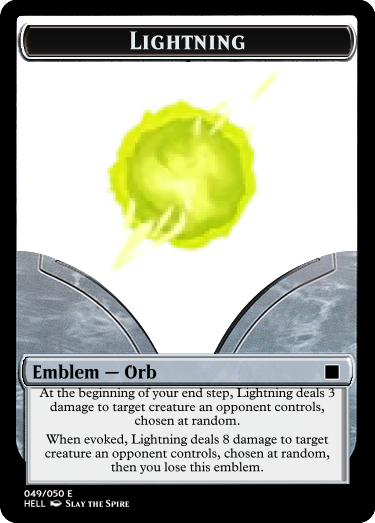 Lightning
Emblem — Orb
At the beginning of your end step, Lightning deals 3
damage to target creature an opponent controls,
chosen at random.
When evoked, Lightning deals 8 damage to target
creature an opponent controls, chosen at random,
then you lose this emblem.
049/050 E
HELL Slay the Spire